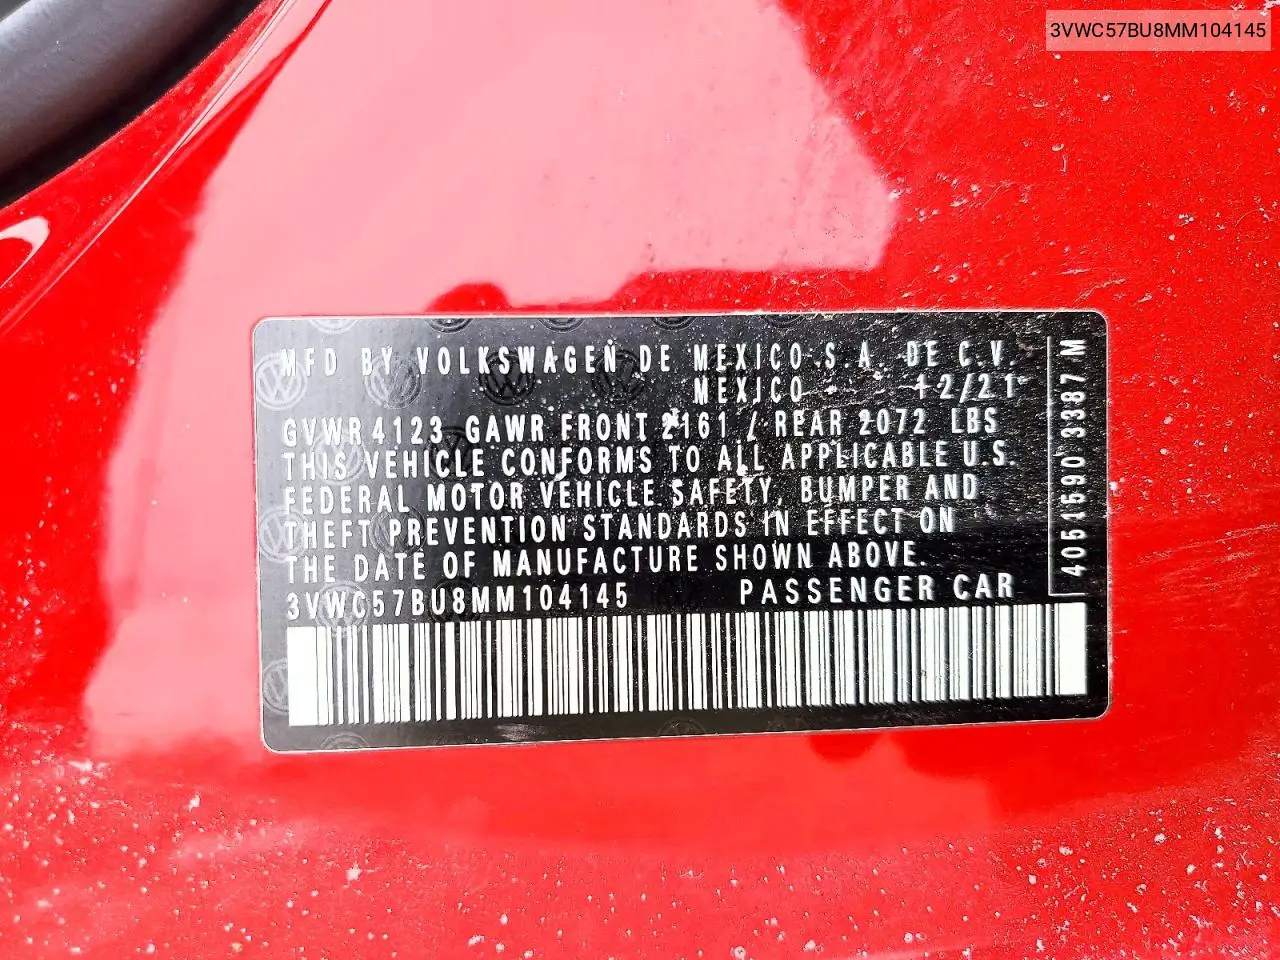 3VWC57BU8MM104145
MFD BY VOLKSWAGEN DE MEXICO S.A. DE C.V.
MEXICO 12/21
GVWR 4123 GAWR FRONT 2161 / REAR 2072 LBS
THIS VEHICLE CONFORMS TO ALL APPLICABLE U.S.
FEDERAL MOTOR VEHICLE SAFETY, BUMPER AND
THEFT PREVENTION STANDARDS IN EFFECT ON
THE DATE OF MANUFACTURE SHOWN ABOVE.
3VWC57BU8MM104145 PASSENGER CAR
4051590 3387 M